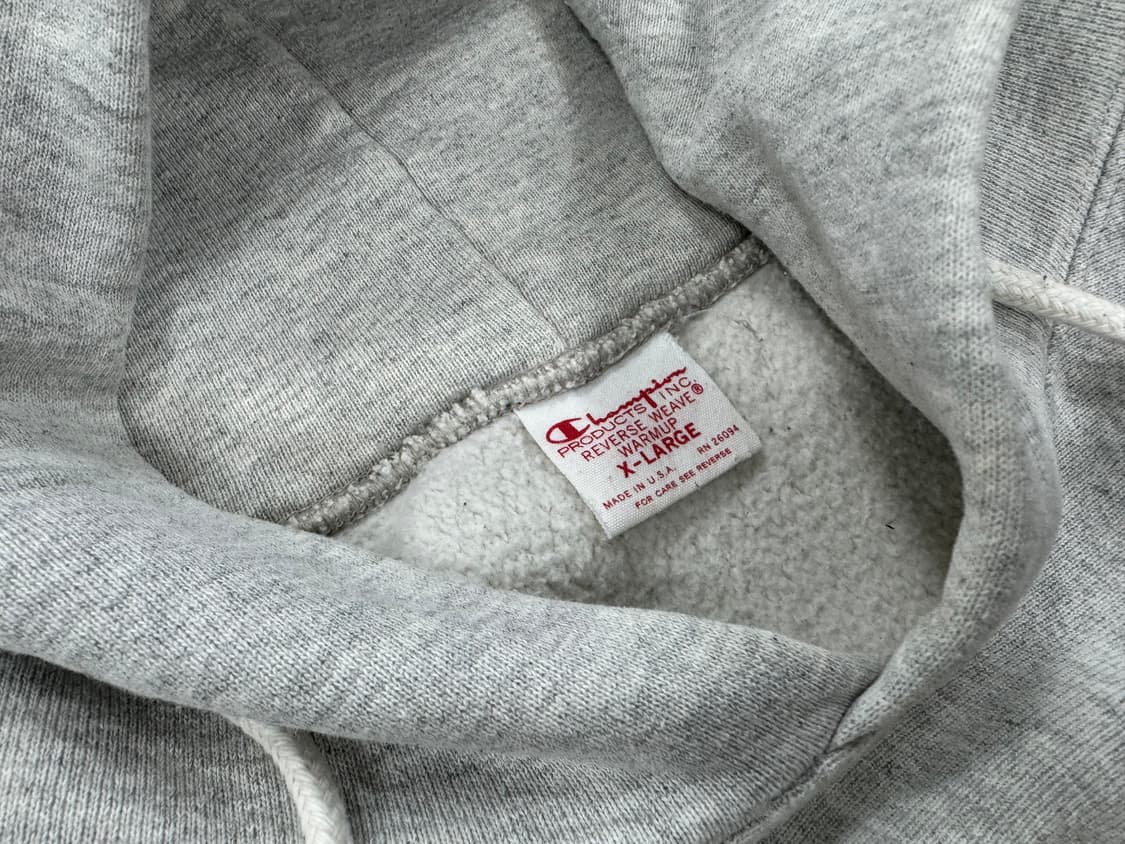 Champion
PRODUCTS INC.
REVERSE WEAVE®
WARMUP
X-LARGE
MADE IN U.S.A. RN 26094
FOR CARE SEE REVERSE